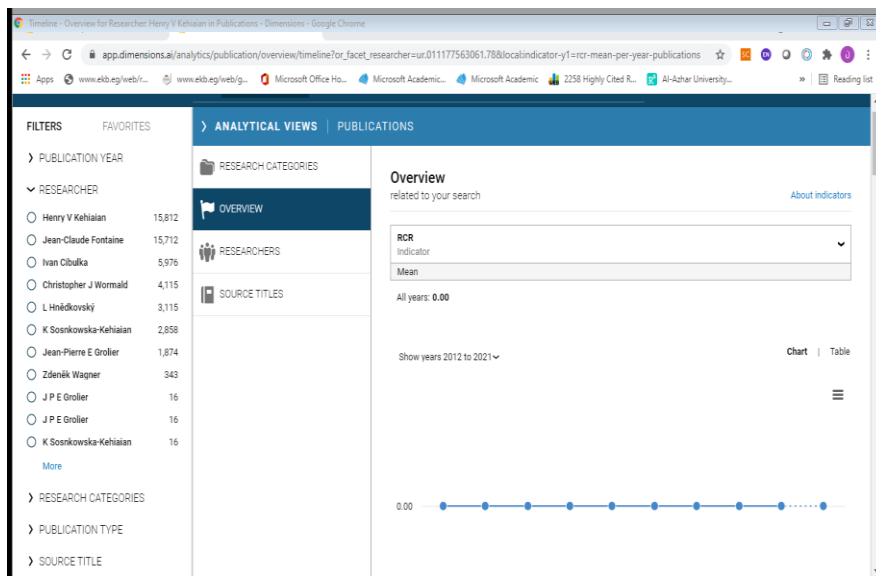 Timeline - Overview for Researcher: Henry V Kehiaian in Publications - Dimensions - Google Chrome
app.dimensions.ai/analytics/publication/overview/timeline?or_facet_researcher=ur.011177563061.78&local:indicator-y1=rcr-mean-per-year-publications
Apps www.ekb.eg/web/r... www.ekb.eg/web/g... Microsoft Office Ho... Microsoft Academic... Microsoft Academic 2258 Highly Cited R... Al-Azhar University... » Reading list
FILTERS FAVORITES
ANALYTICAL VIEWS | PUBLICATIONS
PUBLICATION YEAR
RESEARCHER
Henry V Kehiaian 15,812
Jean-Claude Fontaine 15,712
Ivan Cibulka 5,976
Christopher J Wormald 4,115
L Hnědkovský 3,115
K Sosnkowska-Kehiaian 2,858
Jean-Pierre E Grolier 1,874
Zdeněk Wagner 343
J P E Grolier 16
J P E Grolier 16
K Sosnkowska-Kehiaian 16
More
RESEARCH CATEGORIES
PUBLICATION TYPE
SOURCE TITLE
RESEARCH CATEGORIES
OVERVIEW
RESEARCHERS
SOURCE TITLES
Overview
related to your search About indicators
RCR
Indicator
Mean
All years: 0.00
Show years 2012 to 2021 Chart | Table
0.00